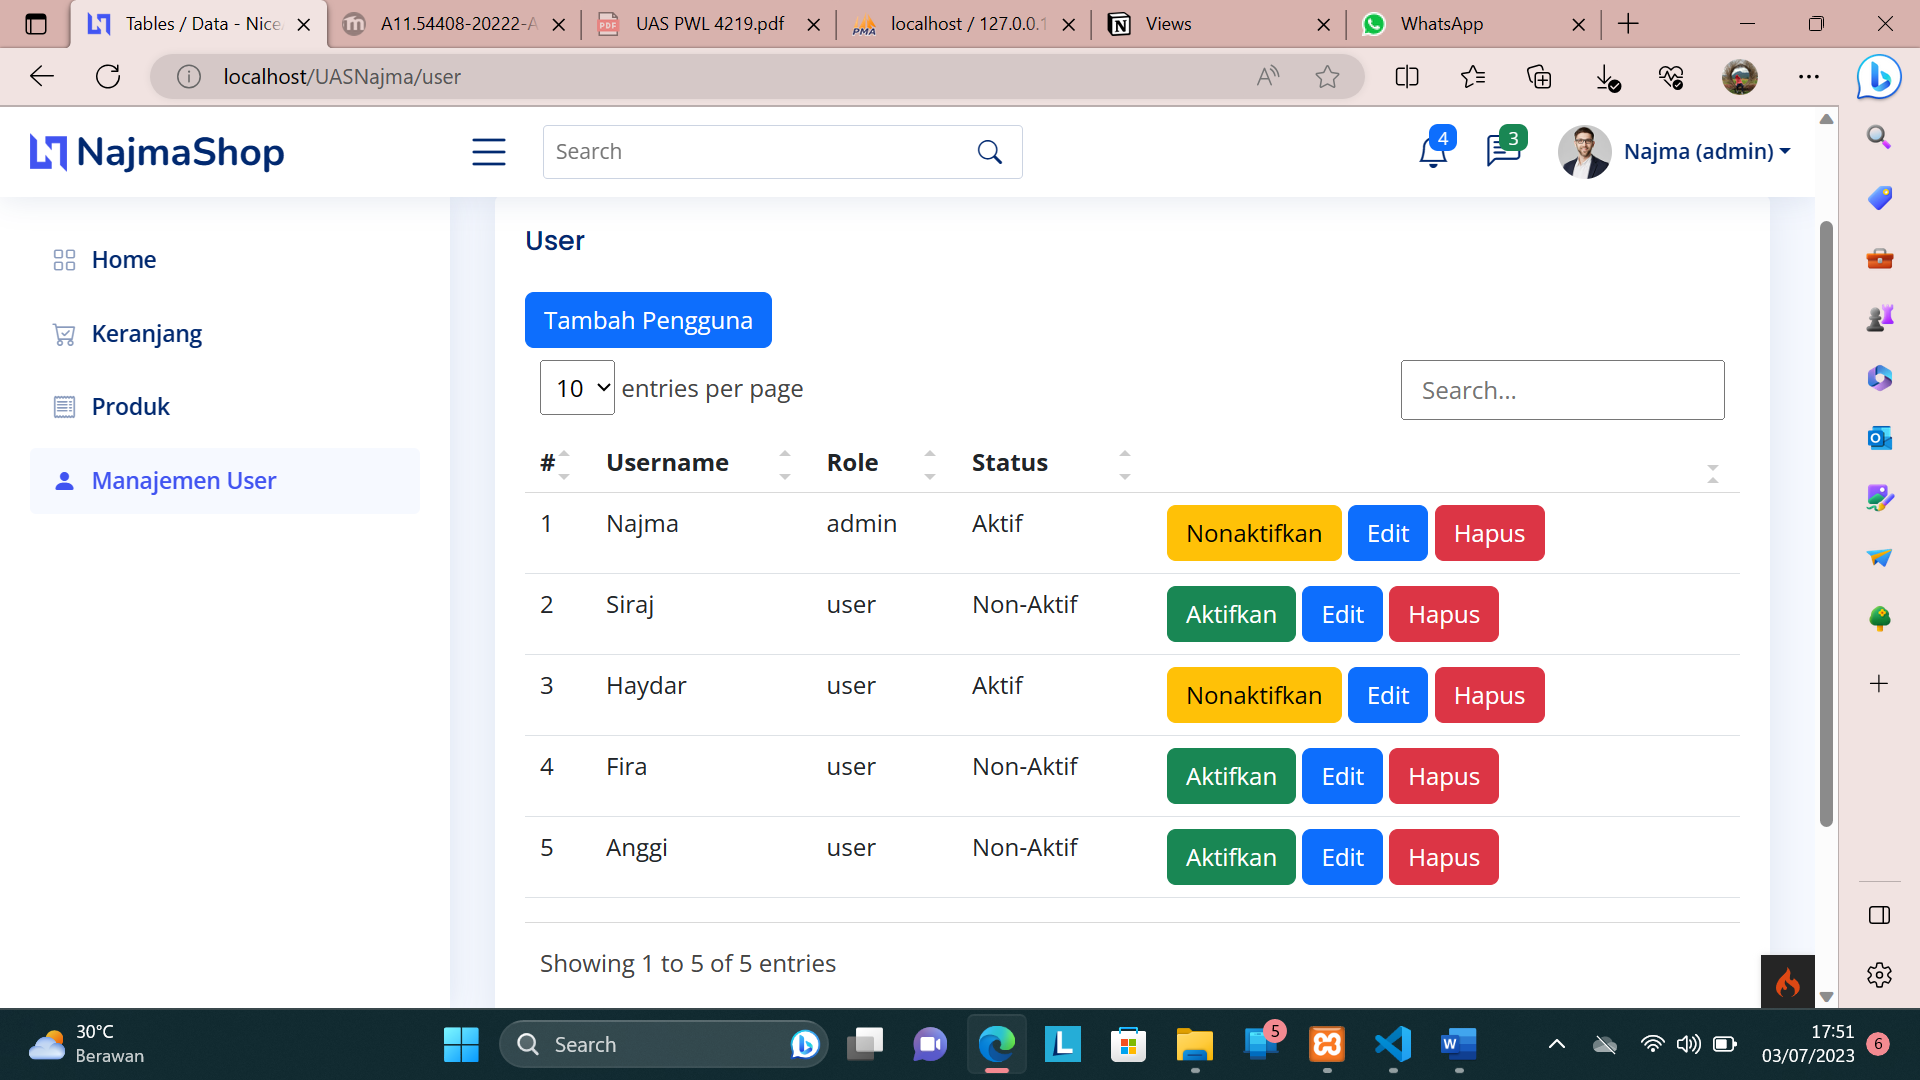 Tables / Data - Nice
A11.54408-20222-A
UAS PWL 4219.pdf
localhost / 127.0.0.1
Views
WhatsApp
localhost/UASNajma/user
NajmaShop
Search
4
3
Najma (admin)
Home
Keranjang
Produk
Manajemen User
User
Tambah Pengguna
10 entries per page
Search...
# Username Role Status
1 Najma admin Aktif Nonaktifkan Edit Hapus
2 Siraj user Non-Aktif Aktifkan Edit Hapus
3 Haydar user Aktif Nonaktifkan Edit Hapus
4 Fira user Non-Aktif Aktifkan Edit Hapus
5 Anggi user Non-Aktif Aktifkan Edit Hapus
Showing 1 to 5 of 5 entries
30°C
Berawan
Search
5
17:51
03/07/2023
6